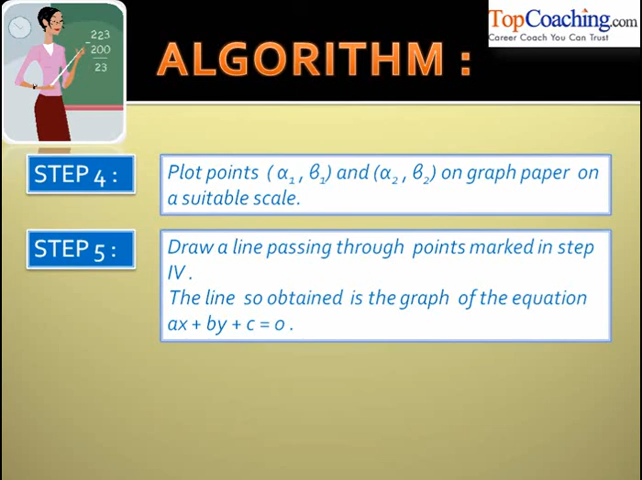 TopCoaching.com
Career Coach You Can Trust
223
200
23
ALGORITHM :
STEP 4 :
Plot points ( α₁ , β₁) and (α₂ , β₂) on graph paper on
a suitable scale.
STEP 5 :
Draw a line passing through points marked in step
IV .
The line so obtained is the graph of the equation
ax + by + c = 0 .